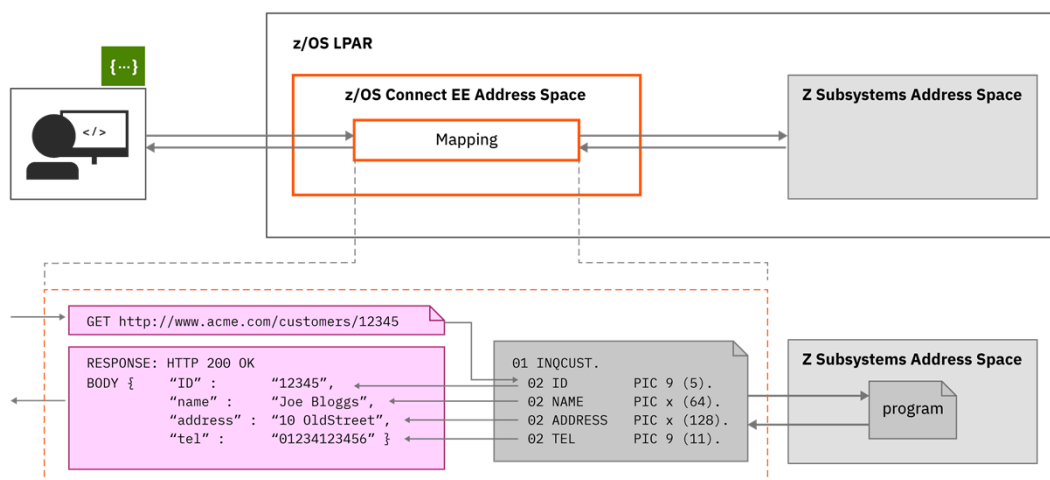 z/OS LPAR
{...}
z/OS Connect EE Address Space
Z Subsystems Address Space
</>
Mapping
GET http://www.acme.com/customers/12345
RESPONSE: HTTP 200 OK
BODY { “ID” : “12345”,
“name” : “Joe Bloggs”,
“address” : “10 OldStreet”,
“tel” : “01234123456” }
01 INQCUST.
02 ID PIC 9 (5).
02 NAME PIC x (64).
02 ADDRESS PIC x (128).
02 TEL PIC 9 (11).
Z Subsystems Address Space
program